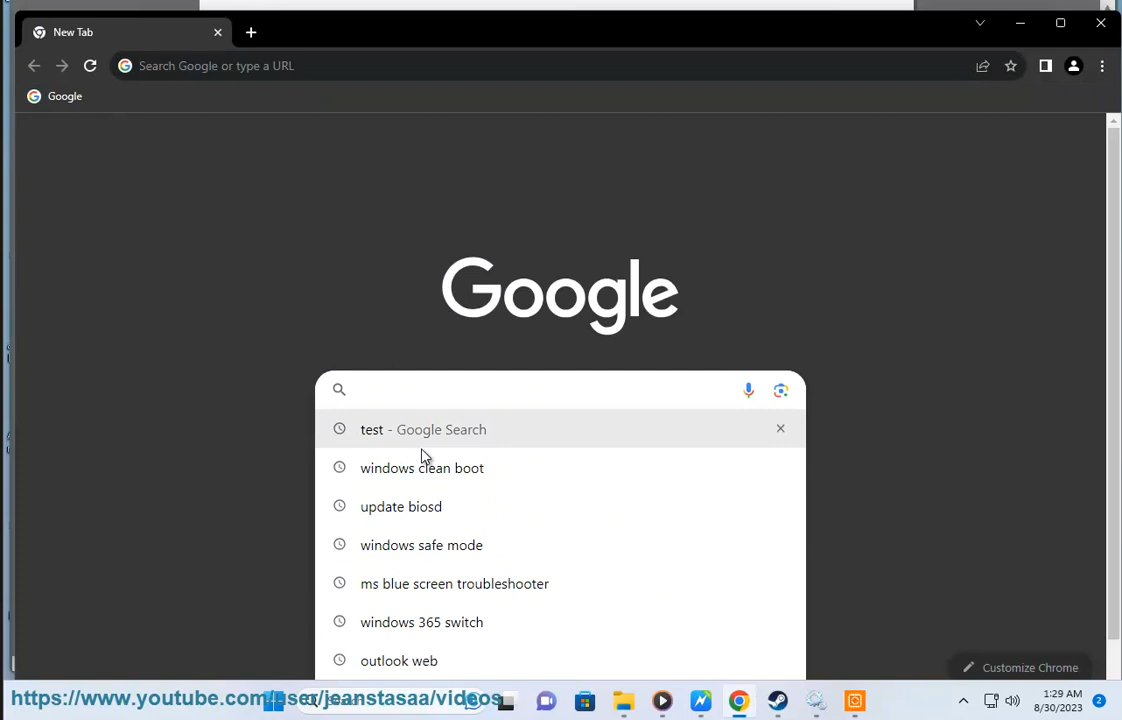 New Tab
Search Google or type a URL
Google
Google
test - Google Search
windows clean boot
update biosd
windows safe mode
ms blue screen troubleshooter
windows 365 switch
outlook web
Customize Chrome
https://www.youtube.com/user/jeanstasaa/videos
1:29 AM
8/30/2023
2